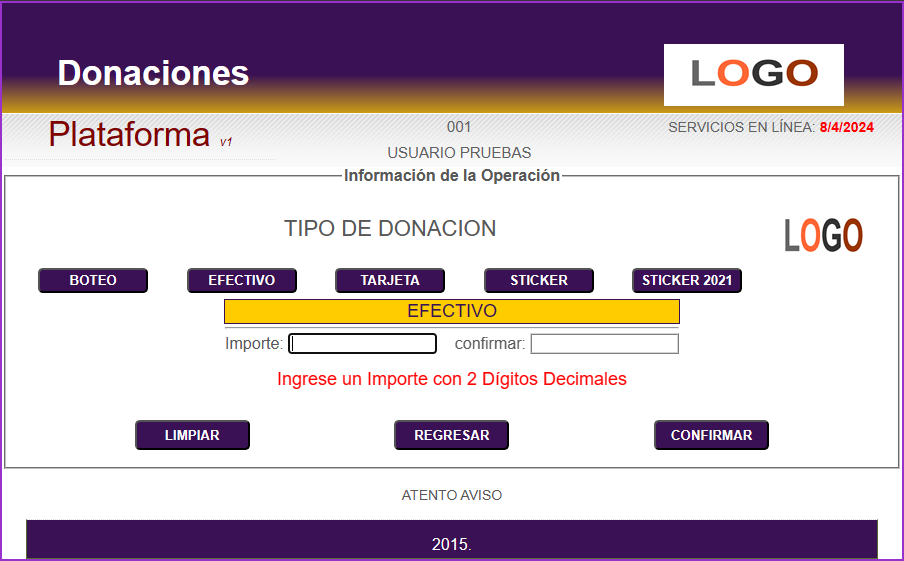 Donaciones
LOGO
Plataforma v1
001
SERVICIOS EN LÍNEA: 8/4/2024
USUARIO PRUEBAS
Información de la Operación
TIPO DE DONACION
LOGO
BOTEO EFECTIVO TARJETA STICKER STICKER 2021
EFECTIVO
Importe: confirmar:
Ingrese un Importe con 2 Dígitos Decimales
LIMPIAR REGRESAR CONFIRMAR
ATENTO AVISO
2015.